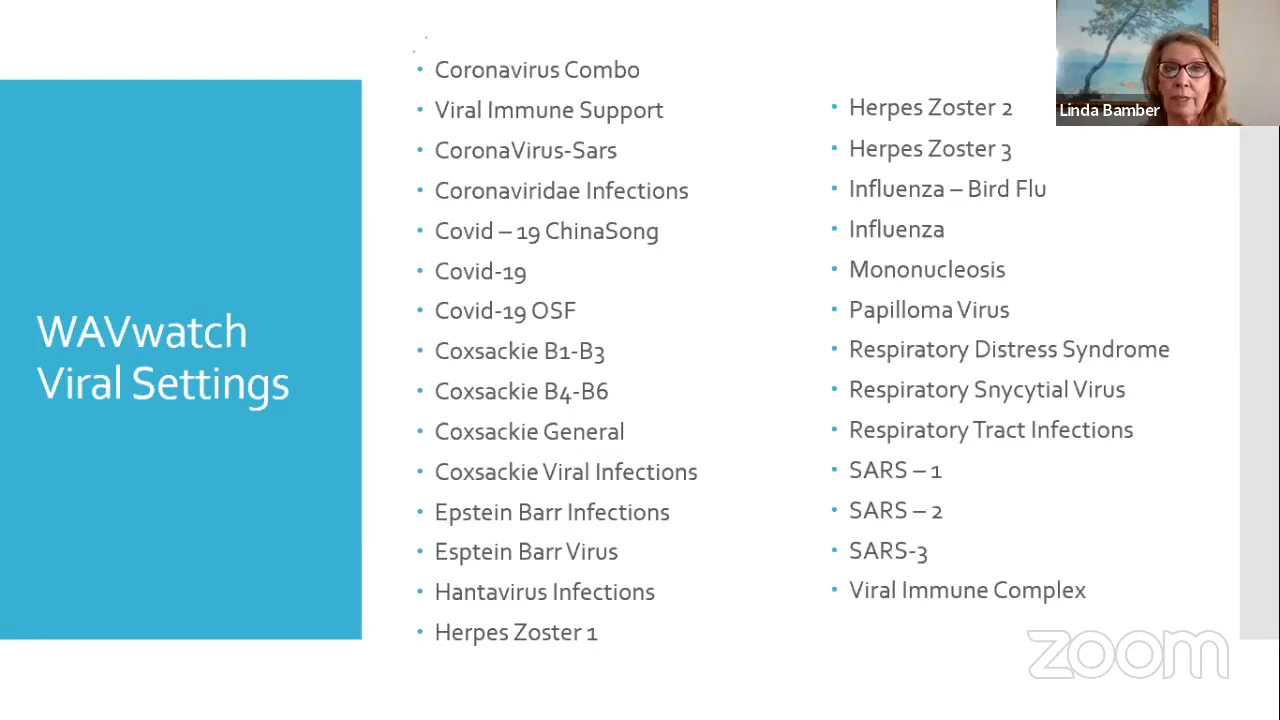 WAVwatch
Viral Settings
Coronavirus Combo
Viral Immune Support
CoronaVirus-Sars
Coronaviridae Infections
Covid – 19 ChinaSong
Covid-19
Covid-19 OSF
Coxsackie B1-B3
Coxsackie B4-B6
Coxsackie General
Coxsackie Viral Infections
Epstein Barr Infections
Esptein Barr Virus
Hantavirus Infections
Herpes Zoster 1
Herpes Zoster 2
Herpes Zoster 3
Influenza – Bird Flu
Influenza
Mononucleosis
Papilloma Virus
Respiratory Distress Syndrome
Respiratory Snycytial Virus
Respiratory Tract Infections
SARS – 1
SARS – 2
SARS-3
Viral Immune Complex
Linda Bamber
zoom